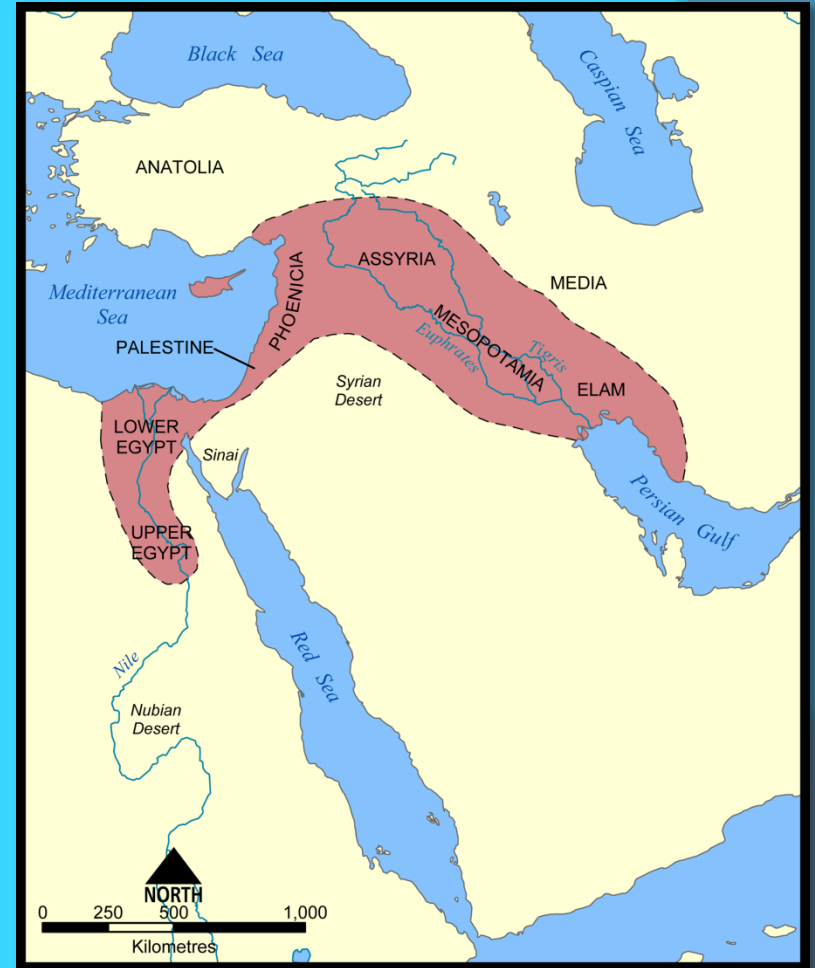 Black Sea
Caspian
Sea
ANATOLIA
ASSYRIA
MEDIA
PHOENICIA
Mediterranean
Sea
MESOPOTAMIA
Euphrates
Tigris
PALESTINE
Syrian
Desert
ELAM
LOWER
EGYPT
Sinai
Persian Gulf
UPPER
EGYPT
Red
Sea
Nile
Nubian
Desert
NORTH
0 250 500 1,000
Kilometres